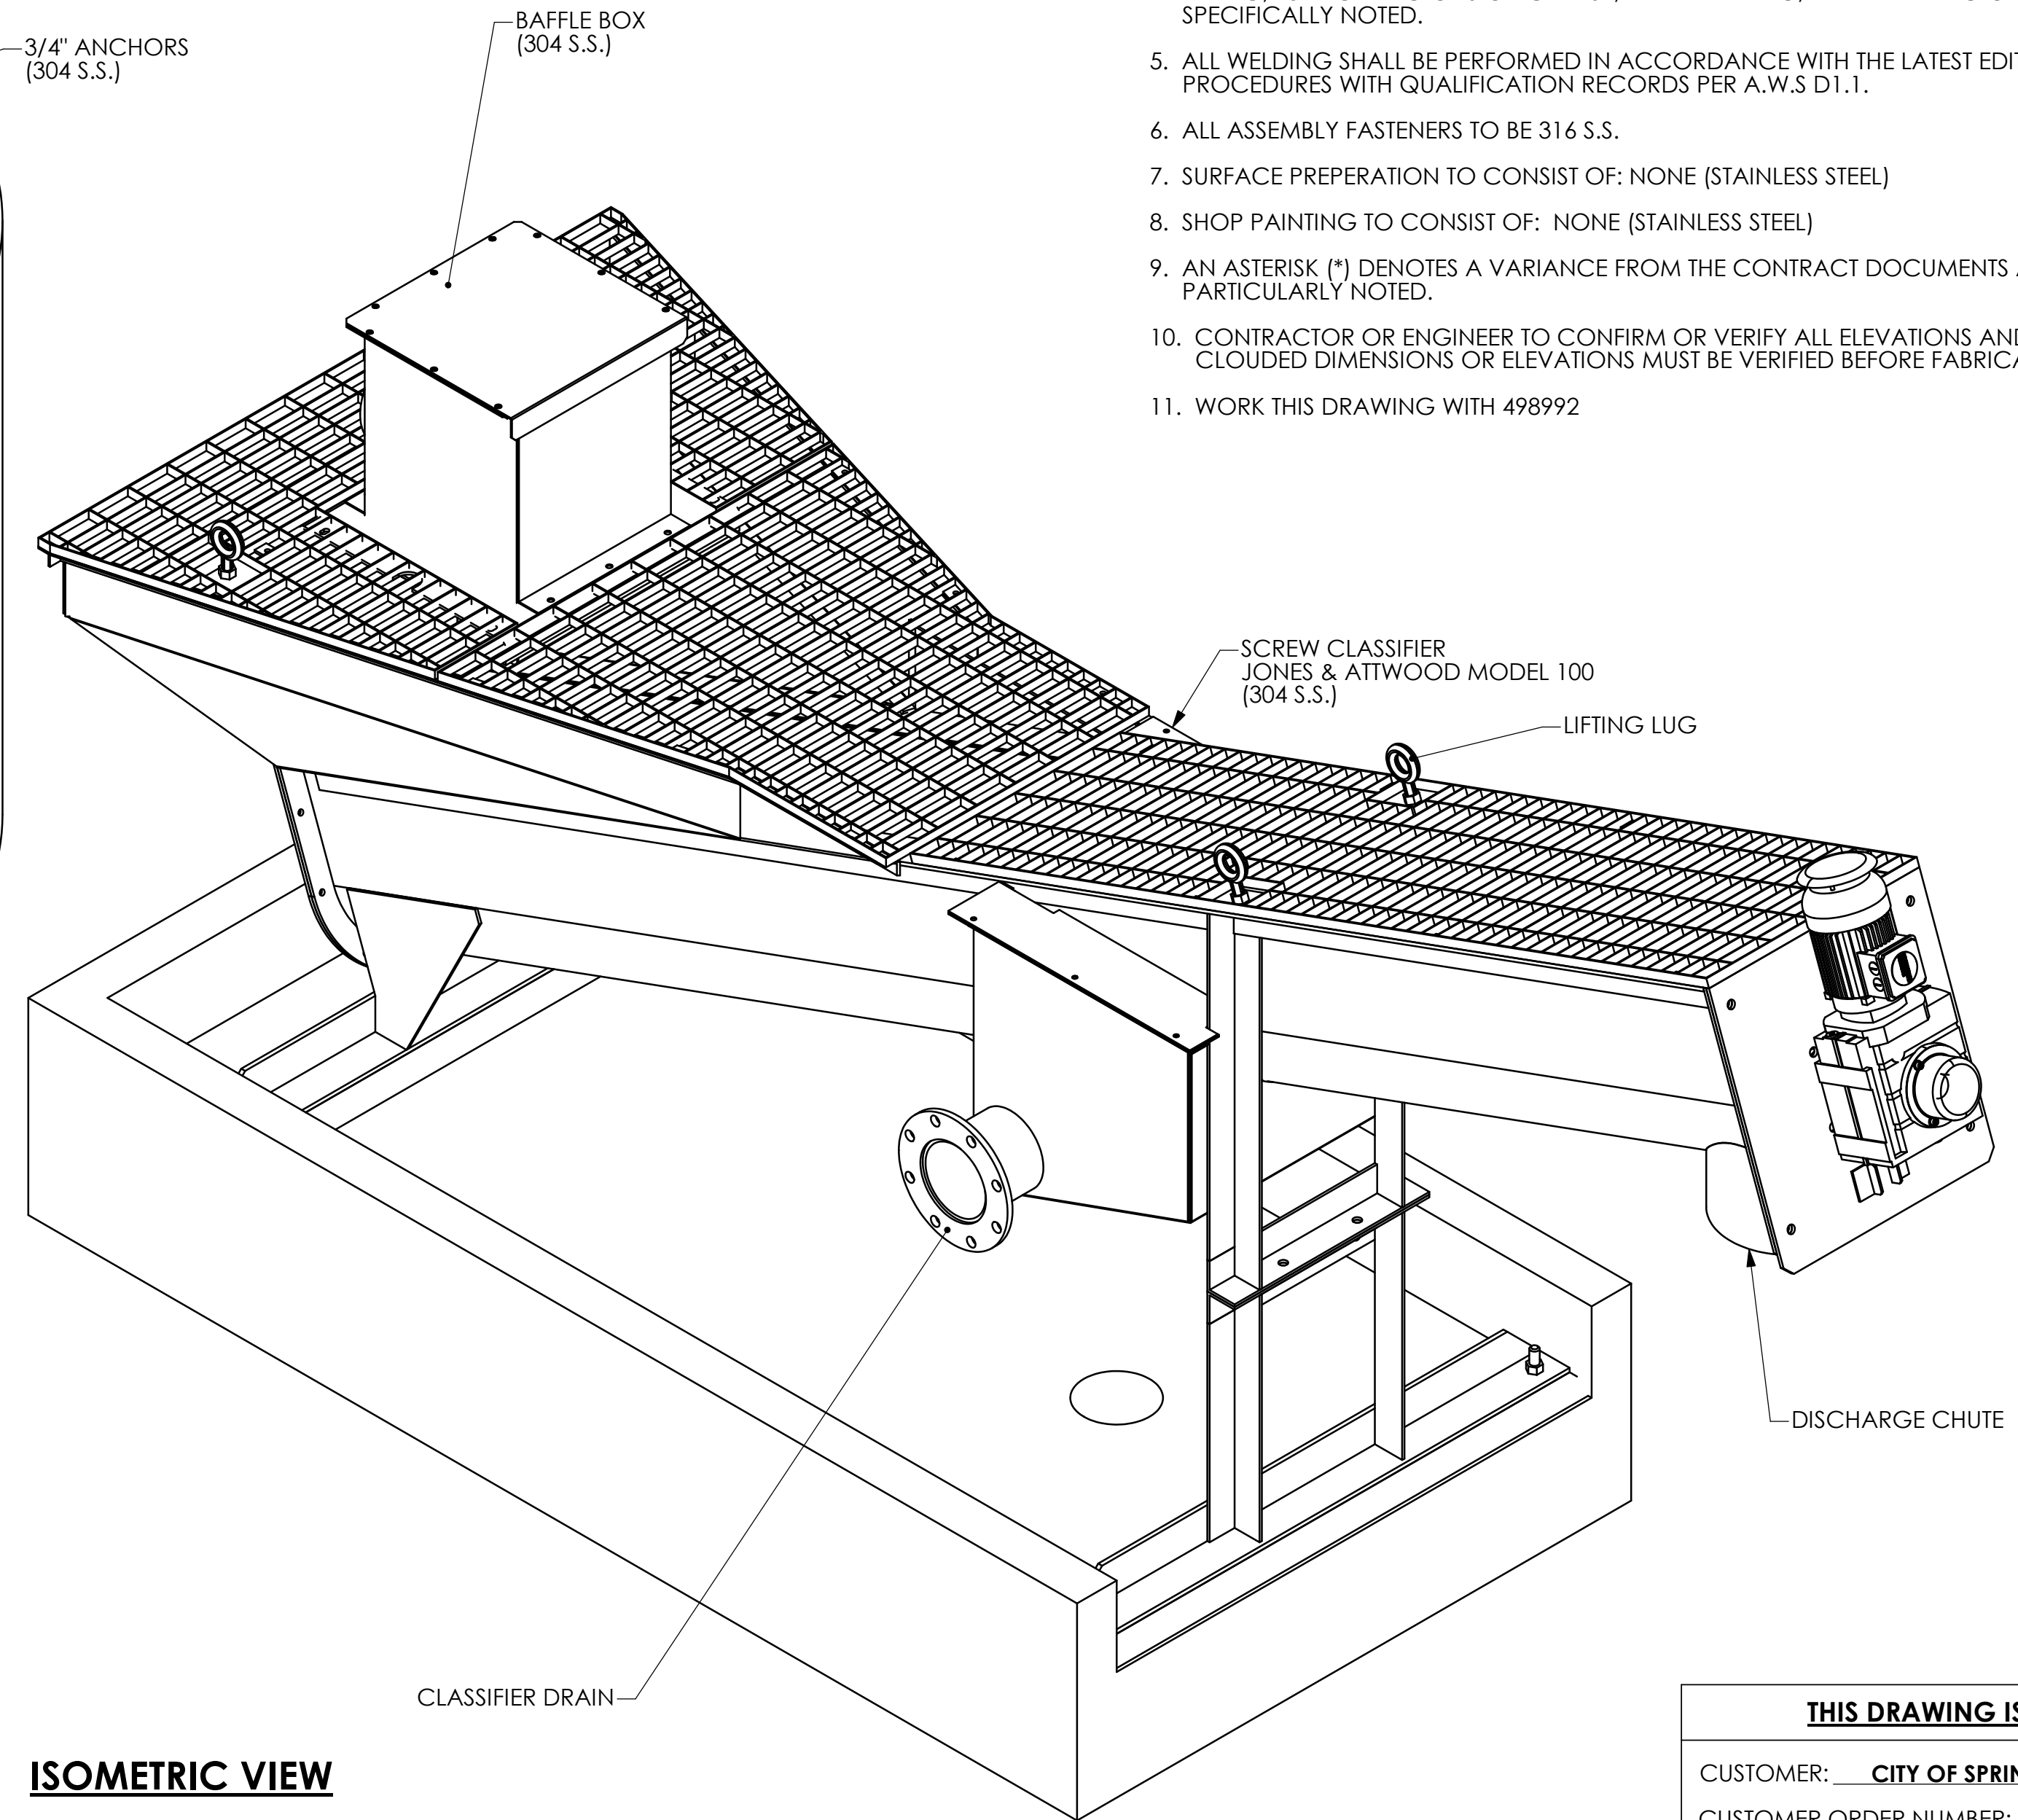 BAFFLE BOX
(304 S.S.)
3/4" ANCHORS
(304 S.S.)
SPECIFICALLY NOTED.
5. ALL WELDING SHALL BE PERFORMED IN ACCORDANCE WITH THE LATEST EDIT
PROCEDURES WITH QUALIFICATION RECORDS PER A.W.S D1.1.
6. ALL ASSEMBLY FASTENERS TO BE 316 S.S.
7. SURFACE PREPERATION TO CONSIST OF: NONE (STAINLESS STEEL)
8. SHOP PAINTING TO CONSIST OF: NONE (STAINLESS STEEL)
9. AN ASTERISK (*) DENOTES A VARIANCE FROM THE CONTRACT DOCUMENTS
PARTICULARLY NOTED.
10. CONTRACTOR OR ENGINEER TO CONFIRM OR VERIFY ALL ELEVATIONS AND
CLOUDED DIMENSIONS OR ELEVATIONS MUST BE VERIFIED BEFORE FABRICA
11. WORK THIS DRAWING WITH 498992
SCREW CLASSIFIER
JONES & ATTWOOD MODEL 100
(304 S.S.)
LIFTING LUG
DISCHARGE CHUTE
CLASSIFIER DRAIN
ISOMETRIC VIEW
THIS DRAWING IS
CUSTOMER: CITY OF SPRIN
CUSTOMER ORDER NUMBER: